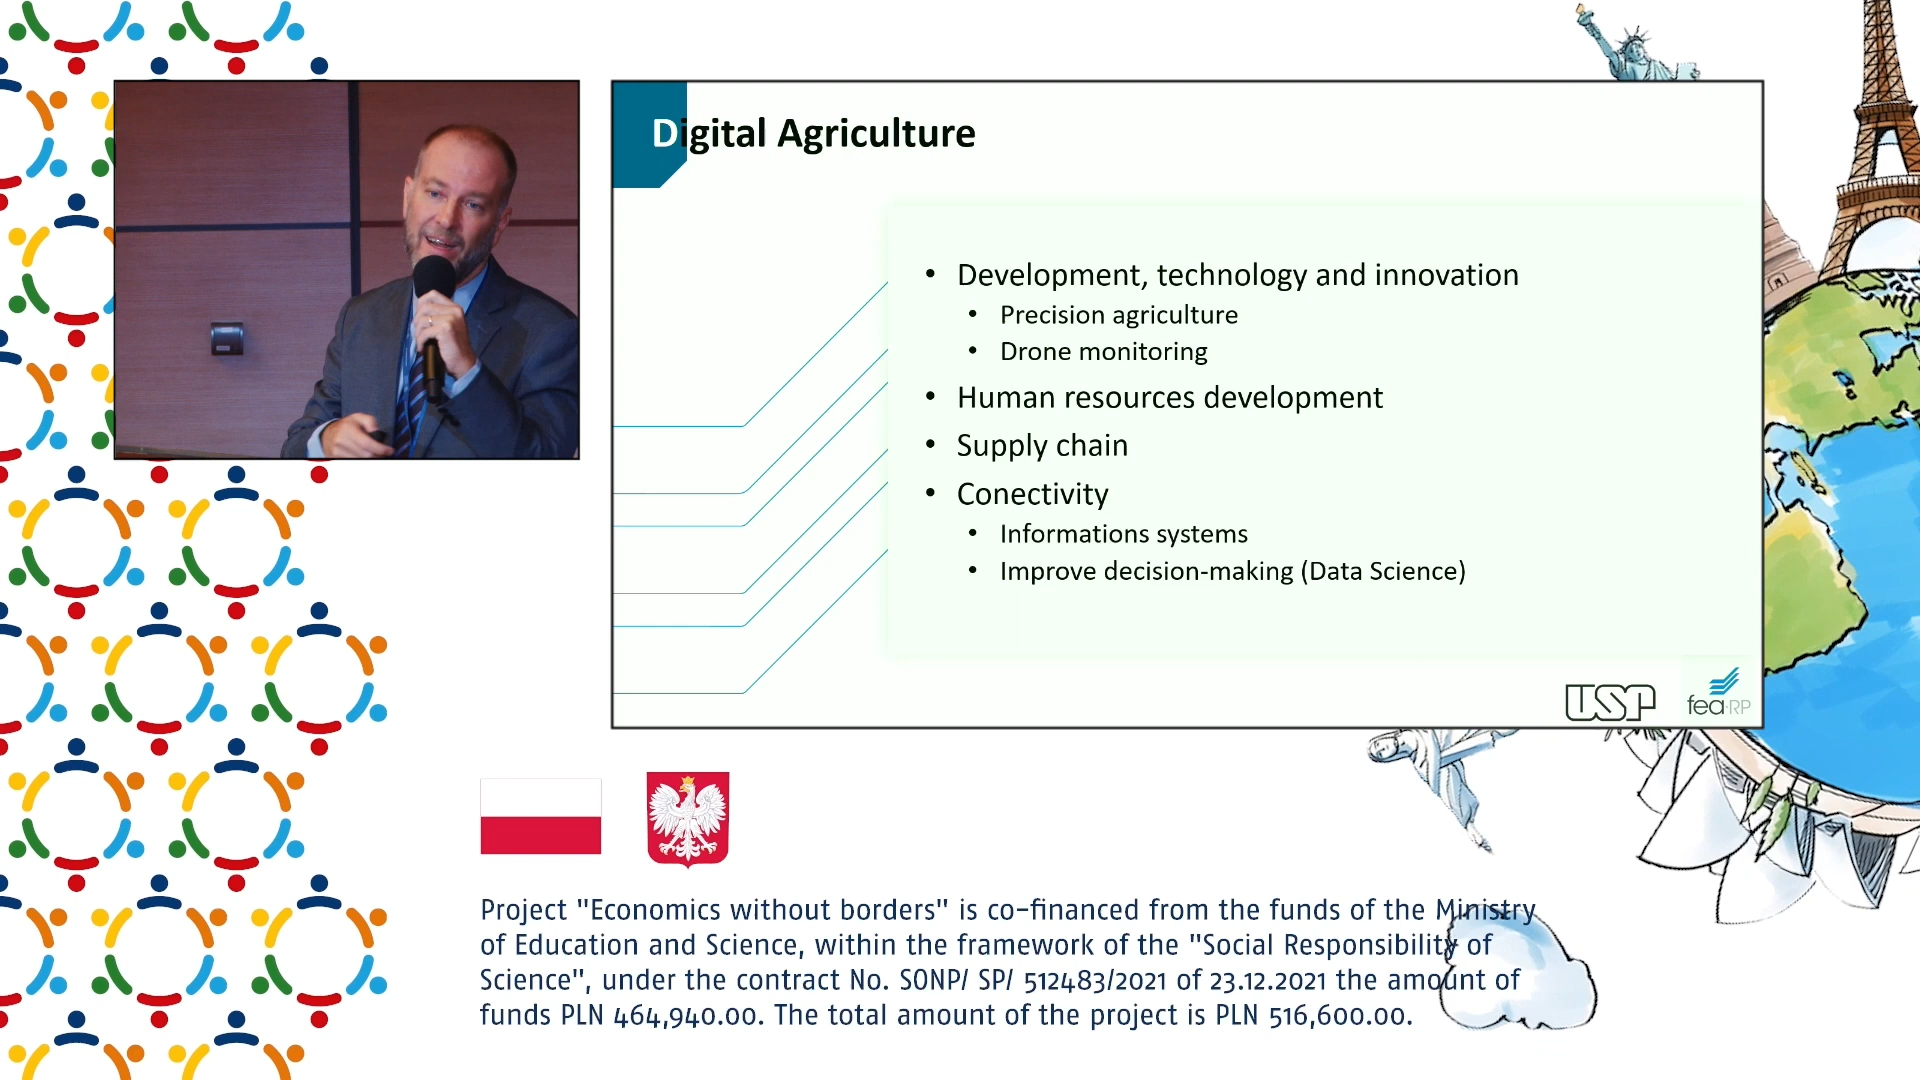 Digital Agriculture
• Development, technology and innovation
• Precision agriculture
• Drone monitoring
• Human resources development
• Supply chain
• Conectivity
• Informations systems
• Improve decision-making (Data Science)
USP
fea-RP
Project "Economics without borders" is co-financed from the funds of the Ministry
of Education and Science, within the framework of the "Social Responsibility of
Science", under the contract No. SONP/ SP/ 512483/2021 of 23.12.2021 the amount of
funds PLN 464,940.00. The total amount of the project is PLN 516,600.00.